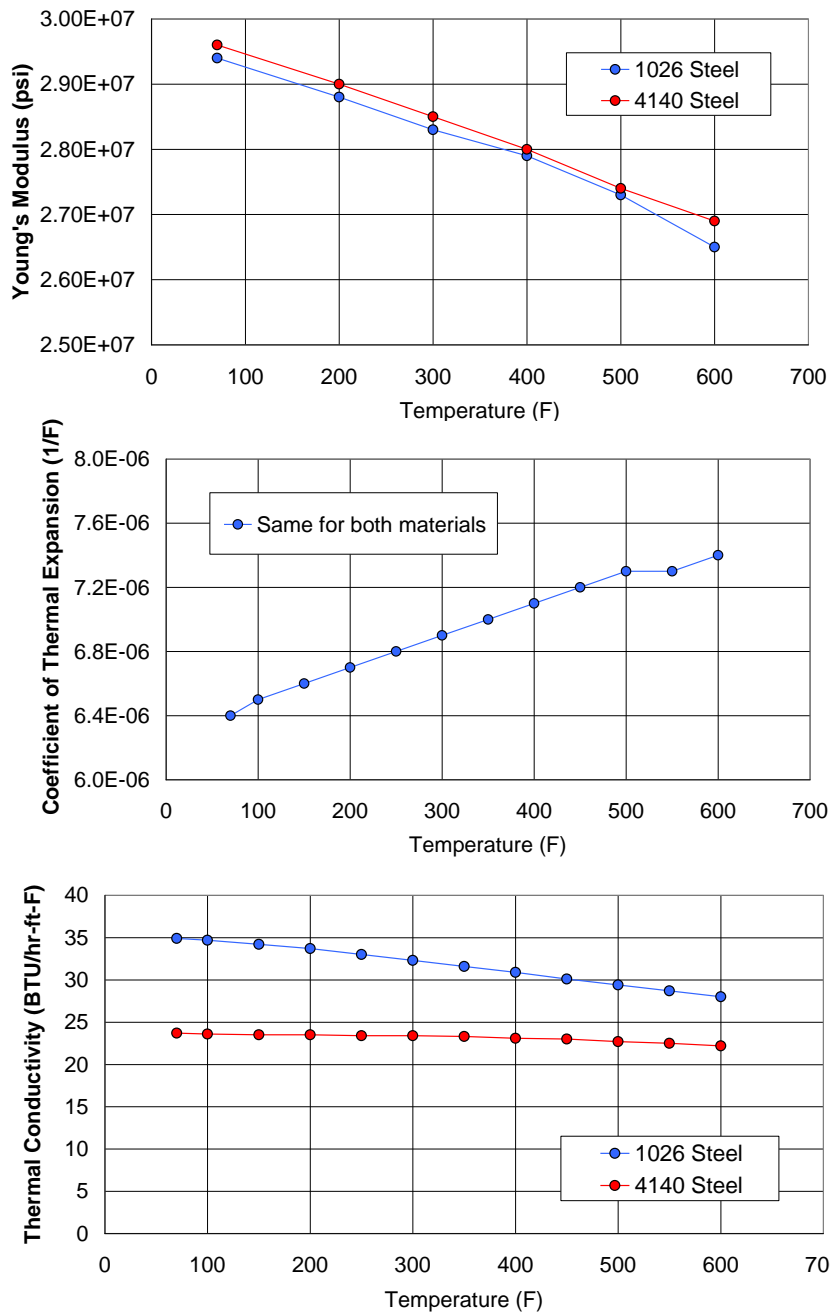 Young's Modulus (psi)
3.00E+07
2.90E+07
2.80E+07
2.70E+07
2.60E+07
2.50E+07
1026 Steel
4140 Steel
0 100 200 300 400 500 600 700
Temperature (F)
Coefficient of Thermal Expansion (1/F)
8.0E-06
7.6E-06
7.2E-06
6.8E-06
6.4E-06
6.0E-06
Same for both materials
0 100 200 300 400 500 600 700
Temperature (F)
Thermal Conductivity (BTU/hr-ft-F)
40
35
30
25
20
15
10
5
0
1026 Steel
4140 Steel
0 100 200 300 400 500 600 70
Temperature (F)